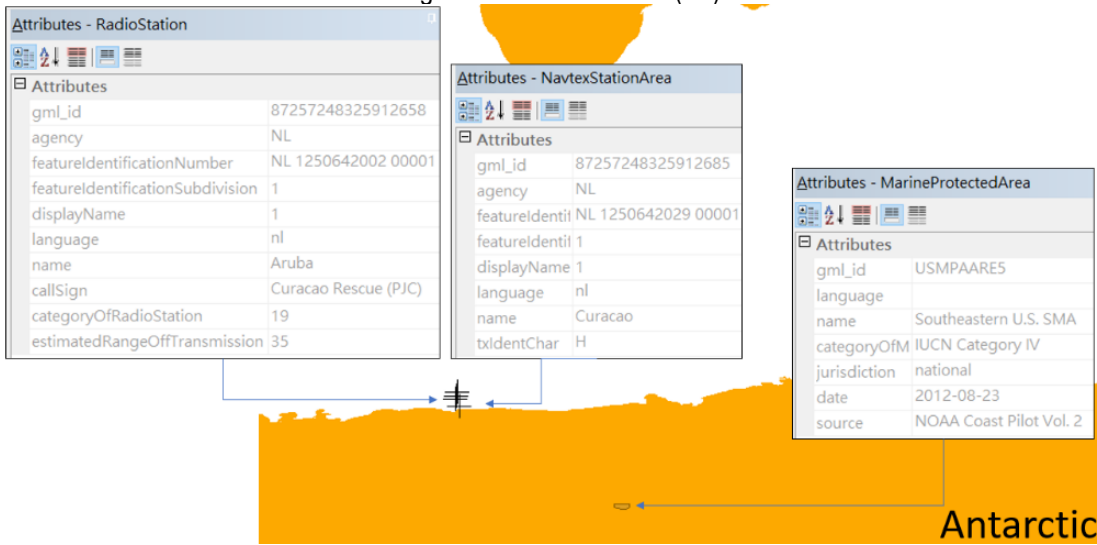 Attributes - RadioStation
Attributes
gml_id 87257248325912658
agency NL
featureIdentificationNumber NL 1250642002 00001
featureIdentificationSubdivision 1
displayName 1
language nl
name Aruba
callSign Curacao Rescue (PJC)
categoryOfRadioStation 19
estimatedRangeOffTransmission 35
Attributes - NavtexStationArea
Attributes
gml_id 87257248325912685
agency NL
featureIdentif NL 1250642029 00001
featureIdentif 1
displayName 1
language nl
name Curacao
txIdentChar H
Attributes - MarineProtectedArea
Attributes
gml_id USMPAARE5
language
name Southeastern U.S. SMA
categoryOfM IUCN Category IV
jurisdiction national
date 2012-08-23
source NOAA Coast Pilot Vol. 2
Antarctic